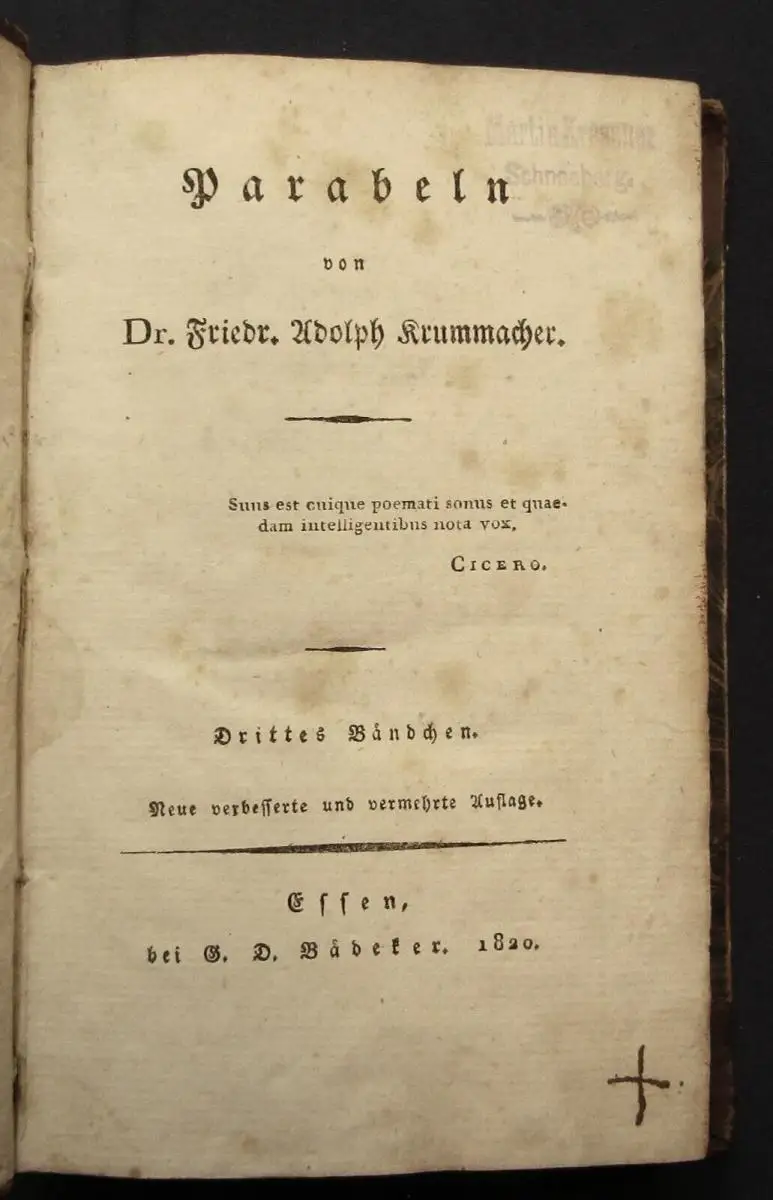 Schneeberg.
Parabeln
von
Dr. Friedr. Adolph Krummacher.
Suus est cuique poemati sonus et quae-
dam intelligentibus nota vox,
CICERO.
Drittes Bändchen.
Neue verbesserte und vermehrte Auflage.
Essen,
bei G. D. Bädeker. 1820.